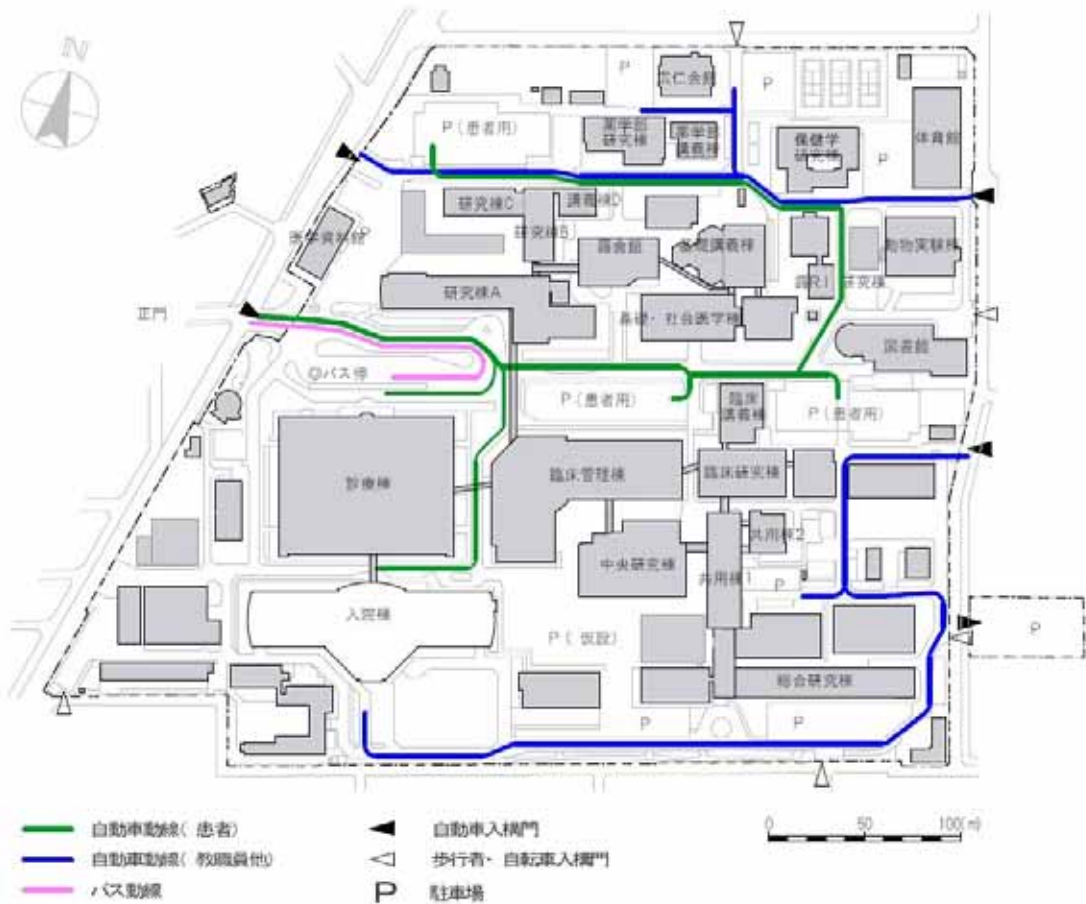 N
P
広仁会館
P
P(患者用)
薬学部
研究棟
薬学部
講義棟
保健学
研究棟
P
体育館
研究棟C
講義棟D
医学資料館
P
研究棟B
霞会館
基礎講義棟
動物実験棟
霞RI
研究棟
研究棟A
基礎・社会医学棟
正門
図書館
バス停
P(患者用)
臨床
講義棟
P(患者用)
診療棟
臨床管理棟
臨床研究棟
共用棟2
中央研究棟
共用棟1
P
入院棟
P(仮設)
P
総合研究棟
P
P
自動車動線(患者)
自動車入構門
0
50
100(m)
自動車動線(教職員他)
歩行者・自転車入構門
バス動線
P
駐車場